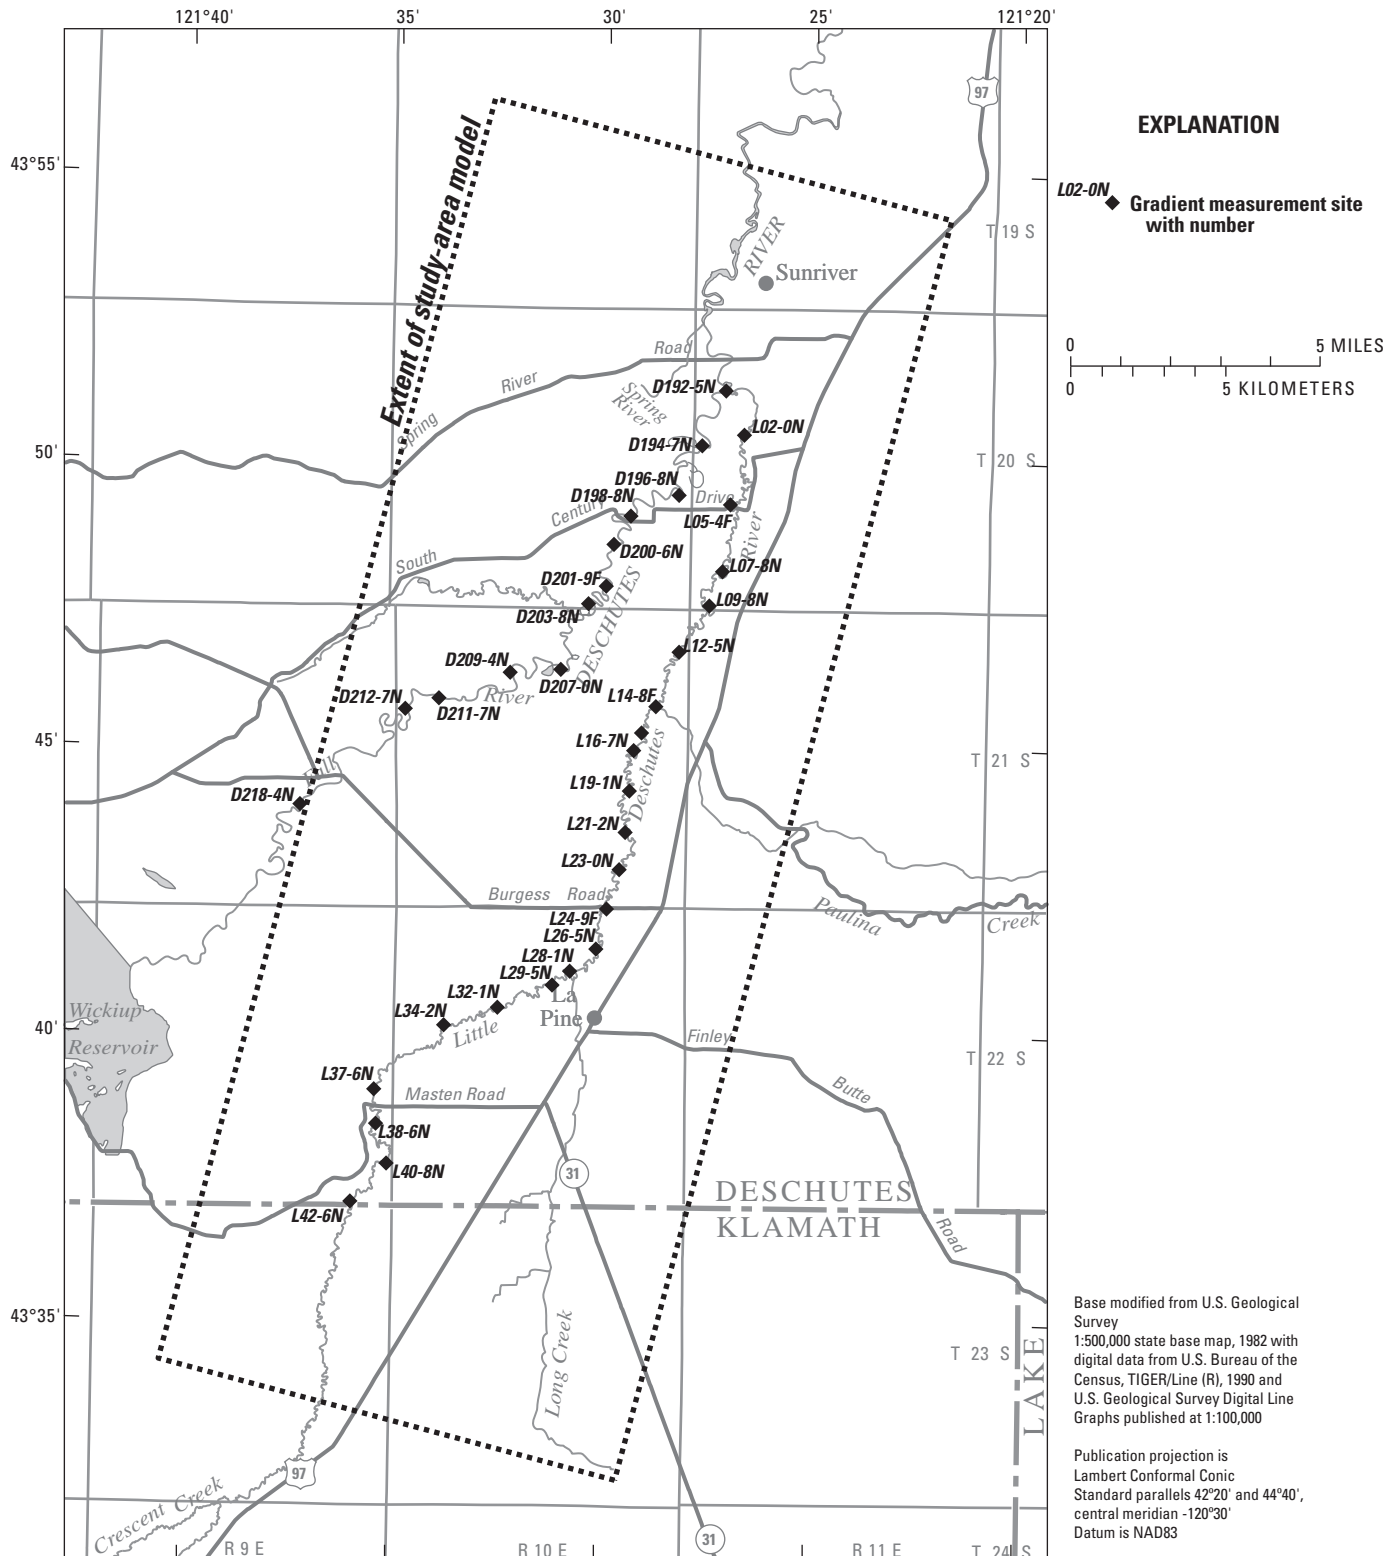 121°40'
35'
30'
25'
121°20'
97
EXPLANATION
43°55'
Extent of study-area model
L02-0N
Gradient measurement site
with number
RIVER
T 19 S
Sunriver
0
5 MILES
0
5 KILOMETERS
Road
River
Spring
D192-5N
Spring
River
L02-0N
D194-7N
50'
T 20 S
D196-8N
D198-8N
Drive
Century
L05-4F
South
D200-6N
River
D201-9F
L07-8N
D203-8N
L09-8N
DESCHUTES
L12-5N
D209-4N
D207-0N
River
D212-7N
D211-7N
L14-8F
45'
L16-7N
Deschutes
T 21 S
Fall
D218-4N
L19-1N
L21-2N
L23-0N
Burgess Road
L24-9F
Paulina
Creek
L26-5N
L28-1N
L29-5N
L32-1N
La
Pine
L34-2N
Little
Wickiup
Reservoir
40'
Finley
T 22 S
L37-6N
Masten Road
Butte
L38-6N
L40-8N
31
DESCHUTES
KLAMATH
L42-6N
Road
43°35'
Long Creek
T 23 S
LAKE
Base modified from U.S. Geological
Survey
1:500,000 state base map, 1982 with
digital data from U.S. Bureau of the
Census, TIGER/Line (R), 1990 and
U.S. Geological Survey Digital Line
Graphs published at 1:100,000
Publication projection is
Lambert Conformal Conic
Standard parallels 42º20' and 44º40',
central meridian -120º30'
Datum is NAD83
97
Crescent Creek
31
R 9 E
R 10 E
R 11 E
T 24 S